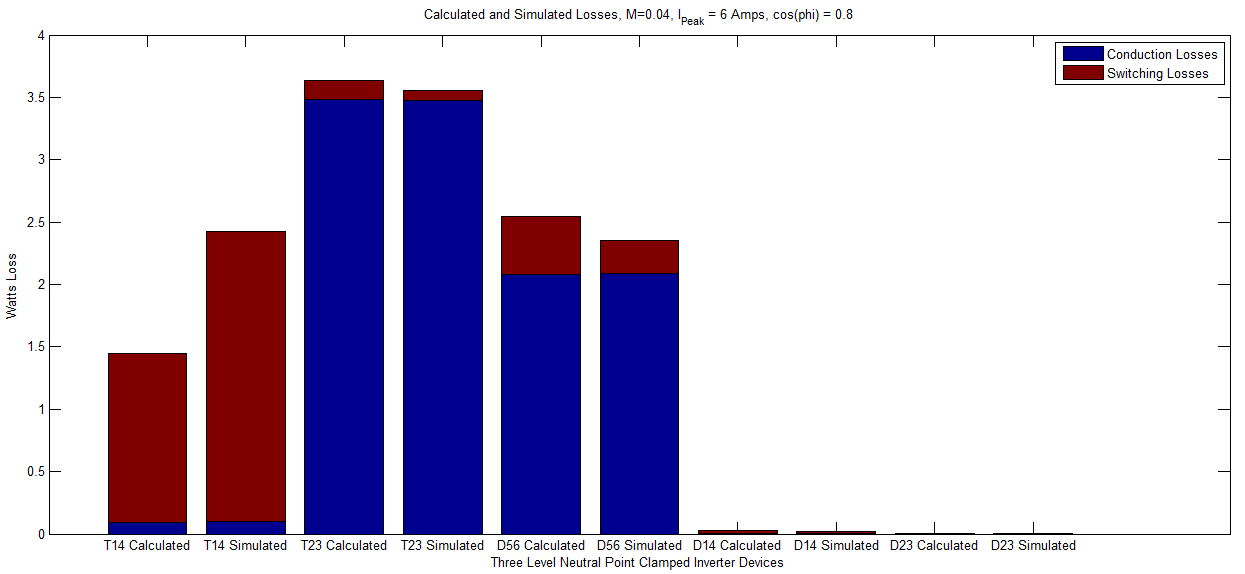 Calculated and Simulated Losses, M=0.04, I_Peak = 6 Amps, cos(phi) = 0.8
Conduction Losses
Switching Losses
4
3.5
3
2.5
2
1.5
1
0.5
0
Watts Loss
T14 Calculated T14 Simulated T23 Calculated T23 Simulated D56 Calculated D56 Simulated D14 Calculated D14 Simulated D23 Calculated D23 Simulated
Three Level Neutral Point Clamped Inverter Devices